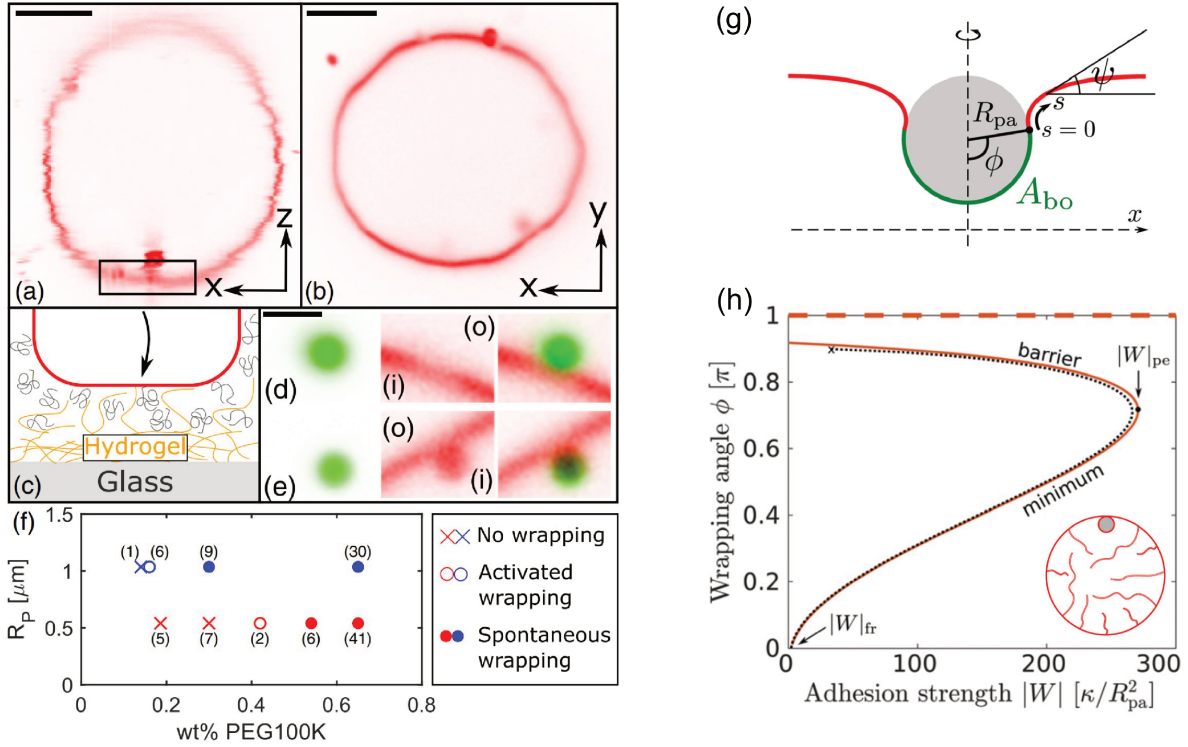 (a)
z
x
(b)
y
x
(c)
Hydrogel
Glass
(d)
(i)
(o)
(e)
(o)
(i)
(f)
R_P [μm]
1.5
1
0.5
0
(1) (6) (9) (30)
(5) (7) (2) (6) (41)
0 0.2 0.4 0.6 0.8
wt% PEG100K
No wrapping
Activated
wrapping
Spontaneous
wrapping
(g)
ψ
s
R_pa
s = 0
ϕ
A_bo
x
(h)
Wrapping angle ϕ [π]
1
0.8
0.6
0.4
0.2
0
barrier
|W|_pe
minimum
|W|_fr
0 100 200 300
Adhesion strength |W| [κ/R²_pa]